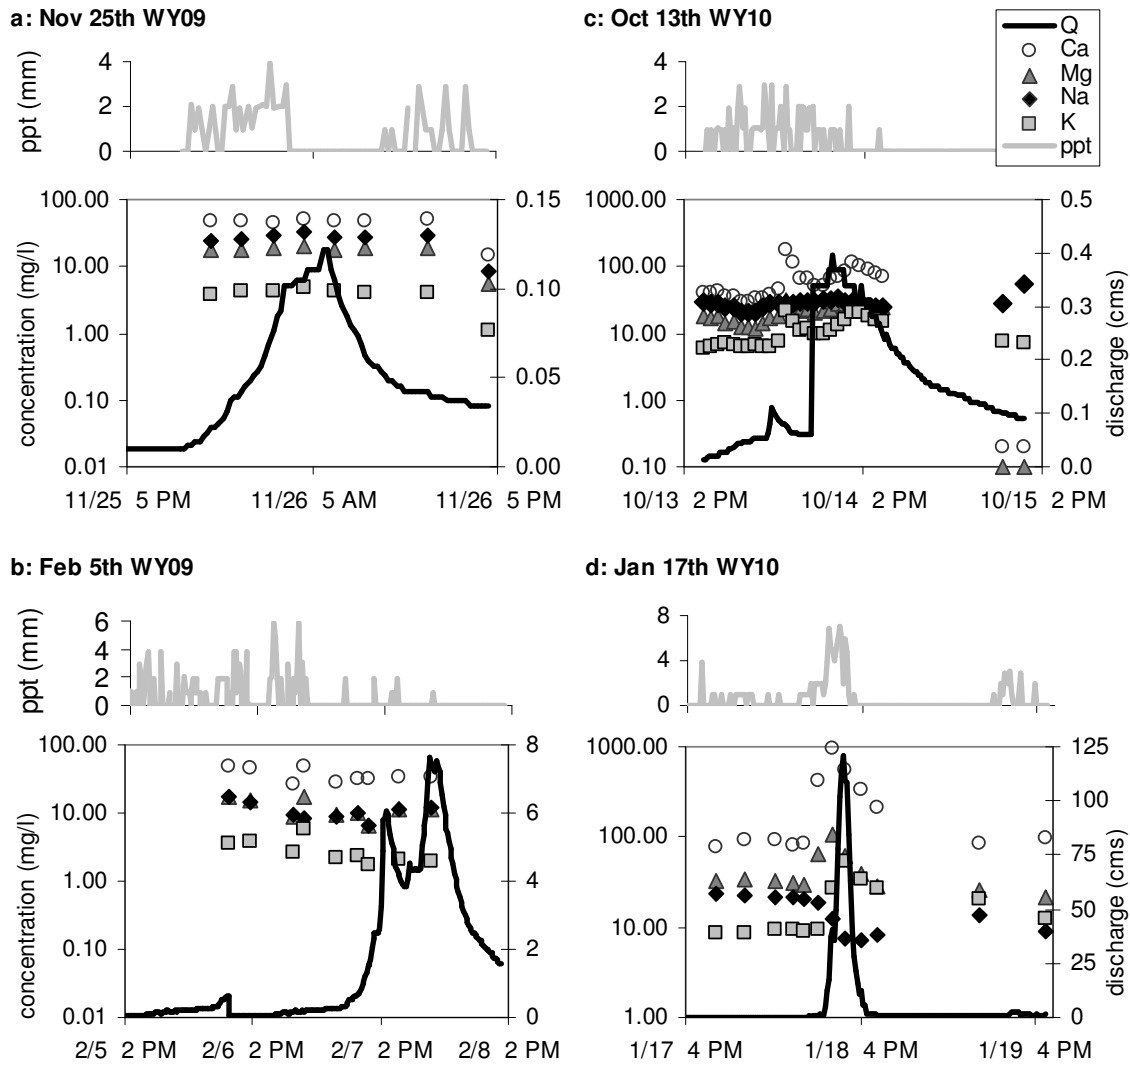 a: Nov 25th WY09
ppt (mm)
4
2
0
concentration (mg/l)
100.00
10.00
1.00
0.10
0.01
0.15
0.10
0.05
0.00
11/25 5 PM
11/26 5 AM
11/26 5 PM
c: Oct 13th WY10
4
2
0
Q
Ca
Mg
Na
K
ppt
1000.00
100.00
10.00
1.00
0.10
0.5
0.4
0.3
0.2
0.1
0.0
discharge (cms)
10/13 2 PM
10/14 2 PM
10/15 2 PM
b: Feb 5th WY09
ppt (mm)
6
4
2
0
concentration (mg/l)
100.00
10.00
1.00
0.10
0.01
8
6
4
2
0
2/5 2 PM
2/6 2 PM
2/7 2 PM
2/8 2 PM
d: Jan 17th WY10
8
4
0
1000.00
100.00
10.00
1.00
125
100
75
50
25
0
discharge (cms)
1/17 4 PM
1/18 4 PM
1/19 4 PM